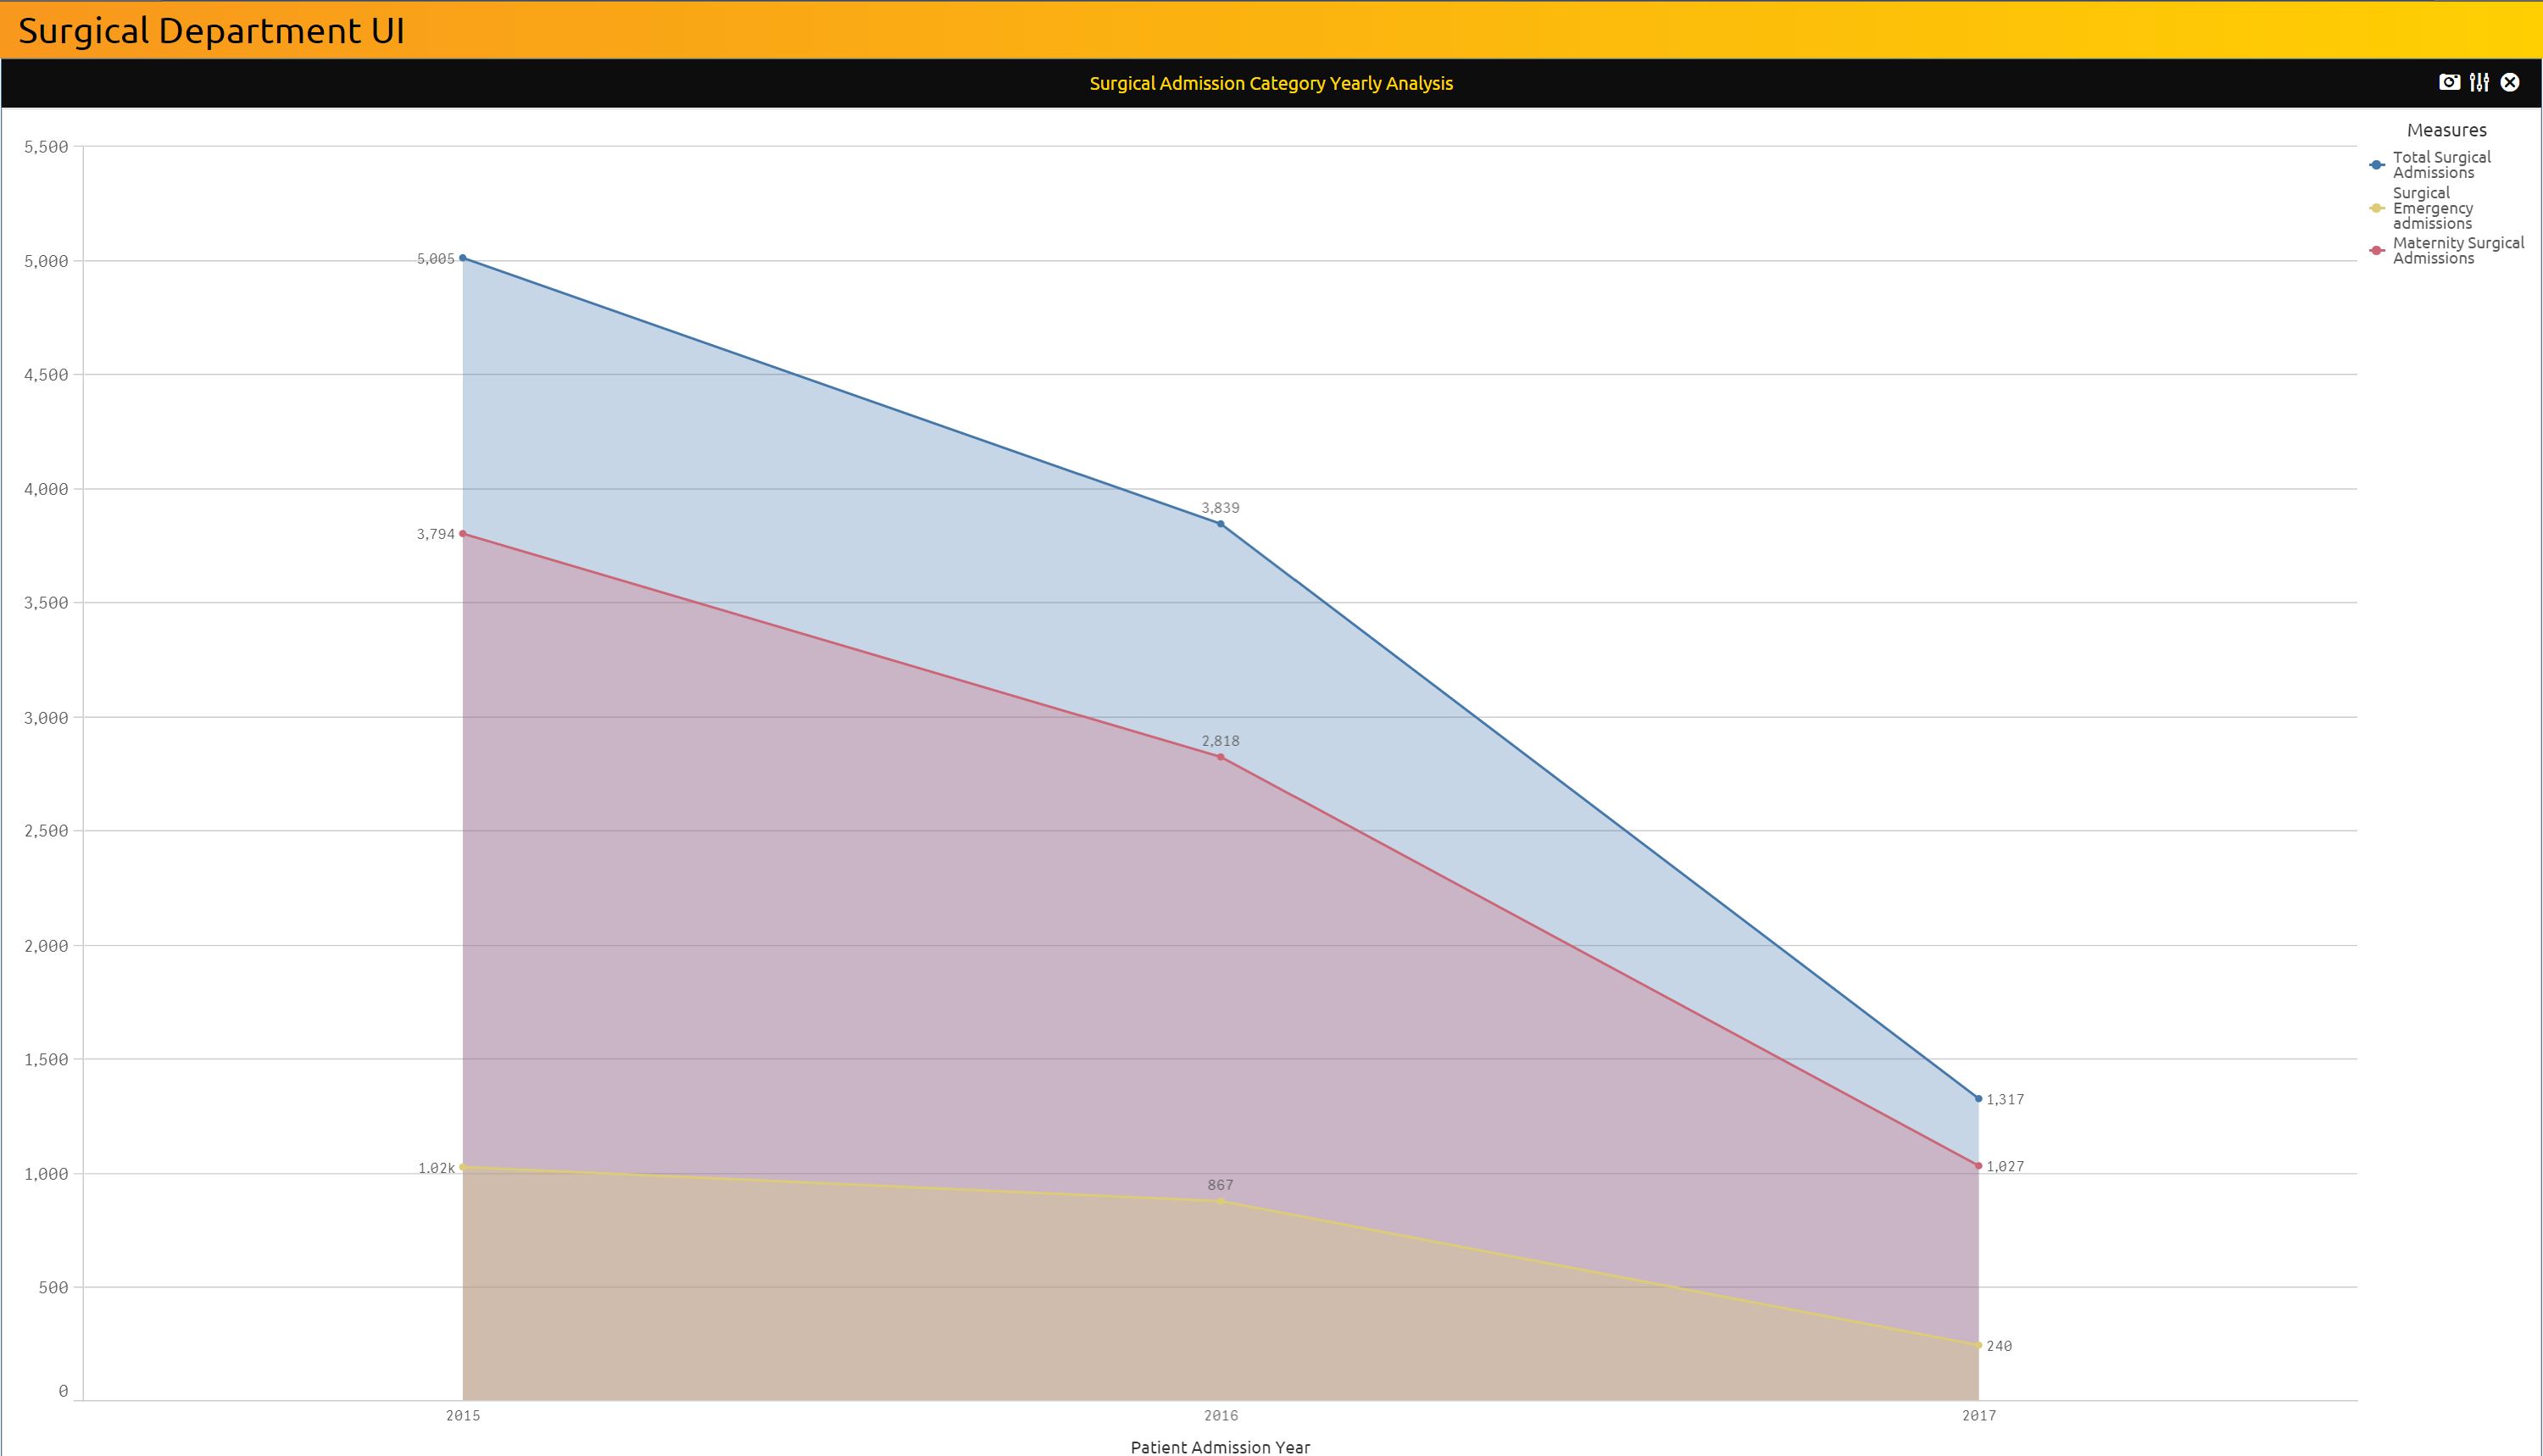 Surgical Department UI
Surgical Admission Category Yearly Analysis
Measures
Total Surgical
Admissions
Surgical
Emergency
admissions
Maternity Surgical
Admissions
5,500
5,000
4,500
4,000
3,500
3,000
2,500
2,000
1,500
1,000
500
0
5,005
3,839
1,317
3,794
2,818
1,027
1.02k
867
240
2015
2016
2017
Patient Admission Year